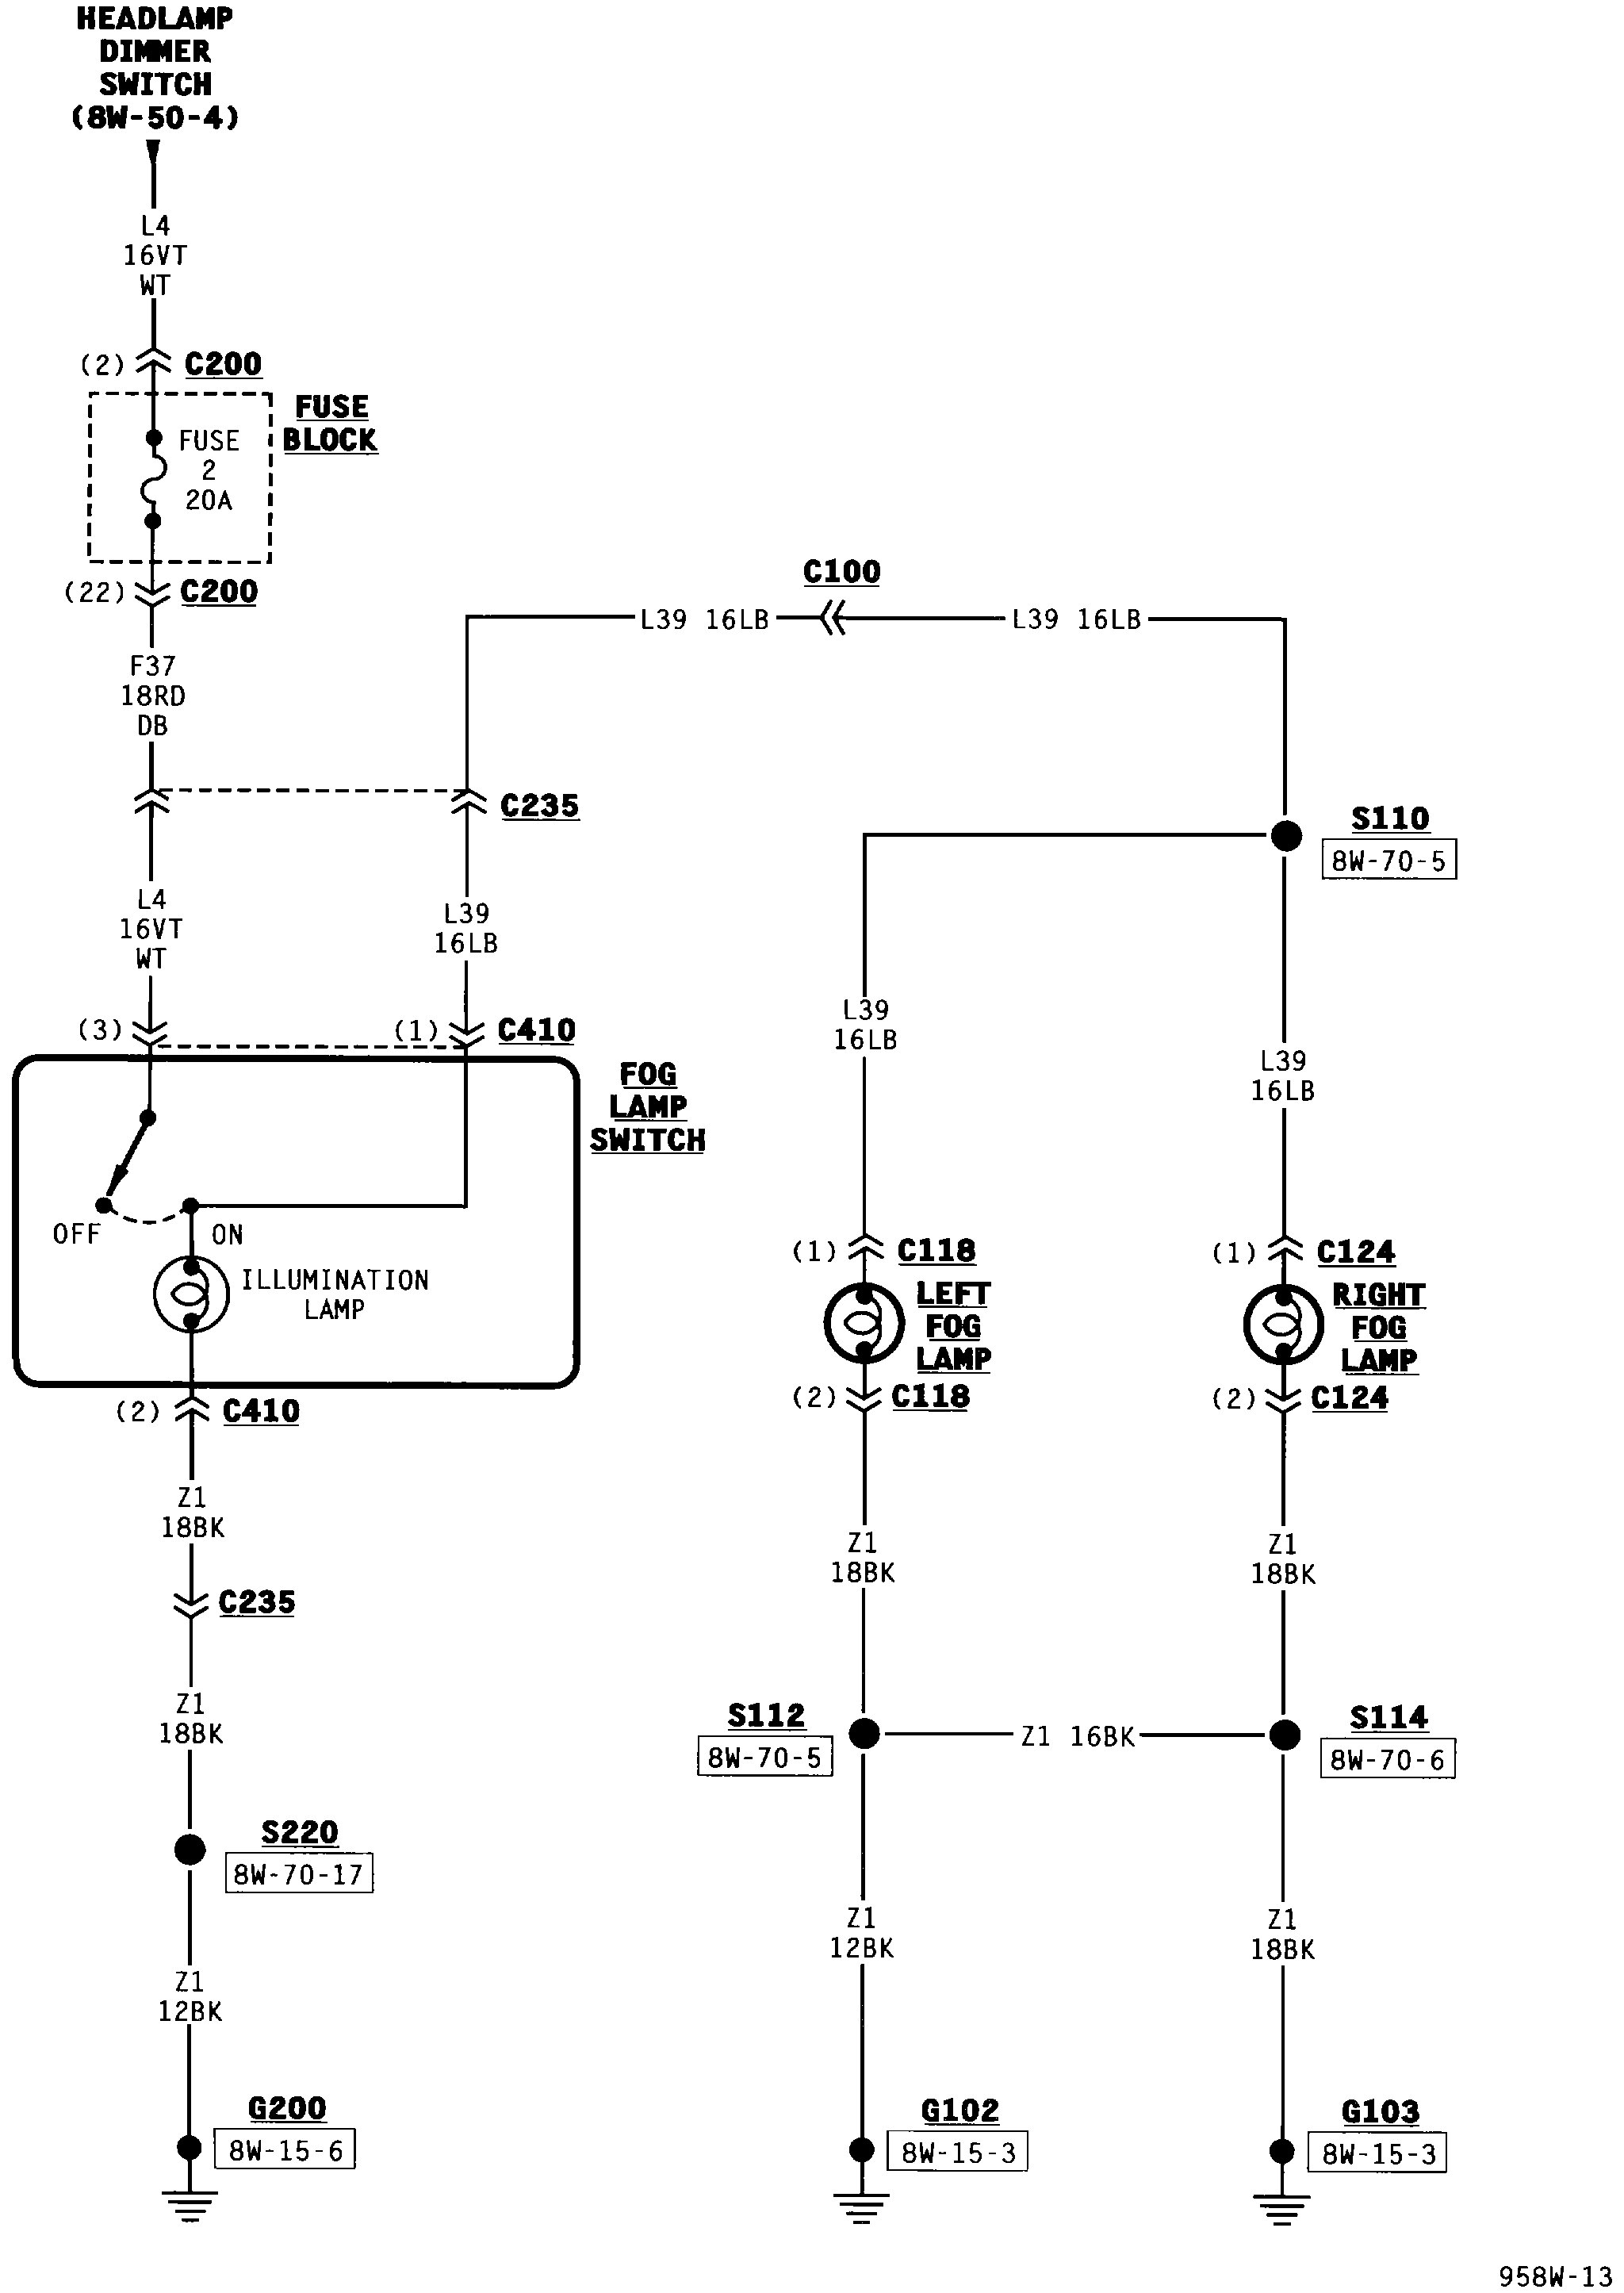 HEADLAMP
DIMMER
SWITCH
(8W-50-4)
L4
16VT
WT
(2) C200
FUSE
BLOCK
FUSE
2
20A
(22) C200
F37
18RD
DB
C100
L39 16LB
L39 16LB
C235
S110
8W-70-5
L4
16VT
WT
L39
16LB
L39
16LB
L39
16LB
(3)
(1) C410
FOG
LAMP
SWITCH
OFF
ON
ILLUMINATION
LAMP
(1) C118
LEFT
FOG
LAMP
(2) C118
(1) C124
RIGHT
FOG
LAMP
(2) C124
(2) C410
Z1
18BK
Z1
18BK
Z1
18BK
C235
Z1
18BK
S112
8W-70-5
Z1 16BK
S114
8W-70-6
S220
8W-70-17
Z1
12BK
Z1
12BK
Z1
18BK
G200
8W-15-6
G102
8W-15-3
G103
8W-15-3
958W-13